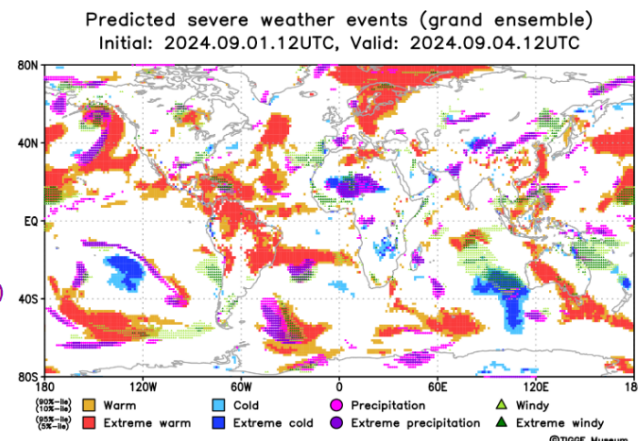 Predicted severe weather events (grand ensemble)
Initial: 2024.09.01.12UTC, Valid: 2024.09.04.12UTC
80N
40N
EQ
40S
80S
180 120W 60W 0 60E 120E 18
(90%-ile) (10%-ile) Warm Cold Precipitation Windy
(95%-ile) (5%-ile) Extreme warm Extreme cold Extreme precipitation Extreme windy
©TIGGE Museum